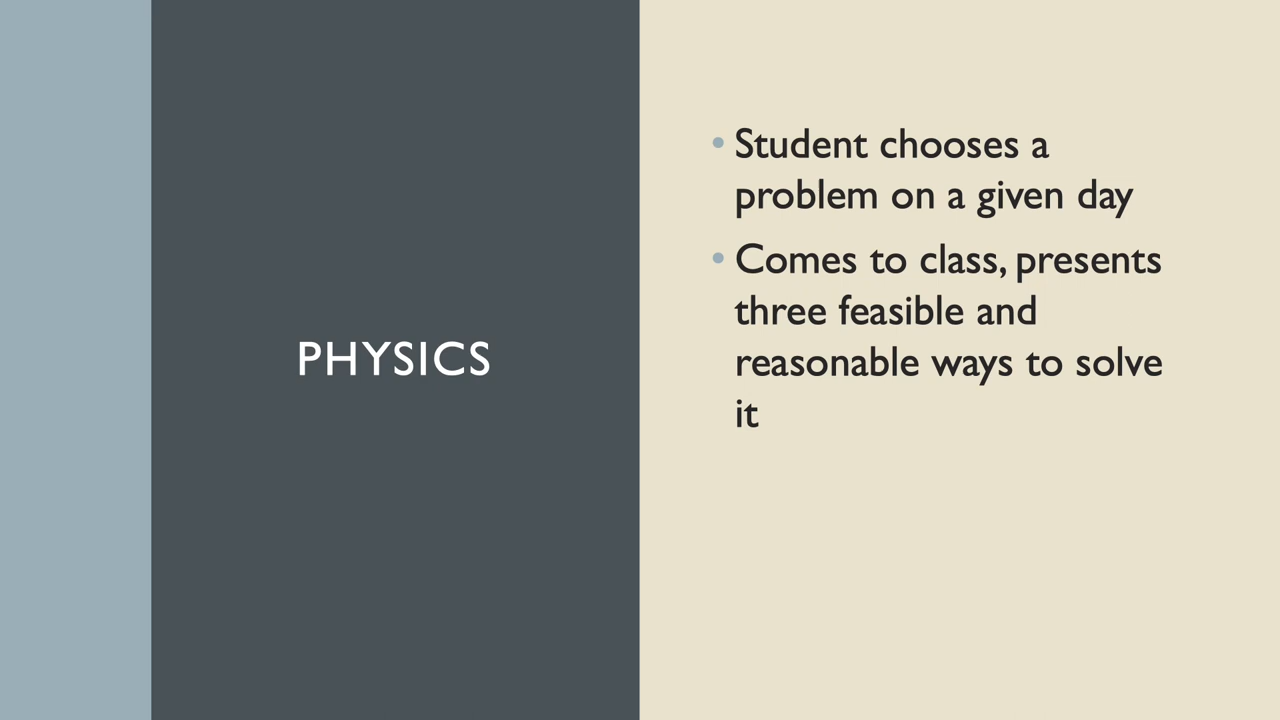 PHYSICS
• Student chooses a
problem on a given day
• Comes to class, presents
three feasible and
reasonable ways to solve
it